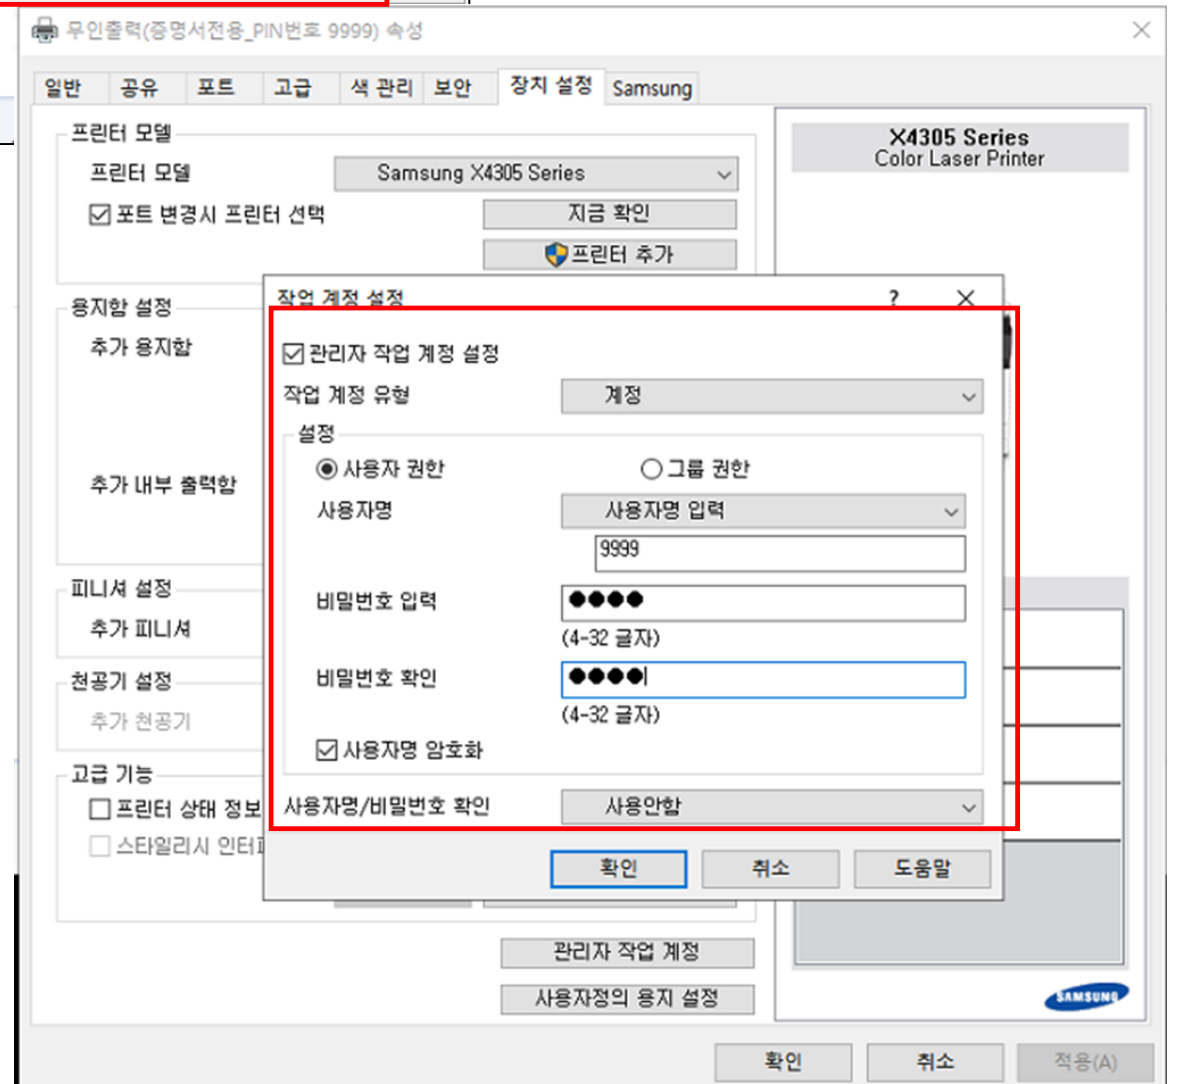 무인출력(증명서전용_PIN번호 9999) 속성
일반 공유 포트 고급 색 관리 보안 장치 설정 Samsung
프린터 모델
프린터 모델 Samsung X4305 Series
포트 변경시 프린터 선택 지금 확인
프린터 추가
X4305 Series
Color Laser Printer
용지함 설정
추가 용지함
추가 내부 출력함
피니셔 설정
추가 피니셔
천공기 설정
추가 천공기
고급 기능
프린터 상태 정보
스타일리시 인터
작업 계정 설정 ?
관리자 작업 계정 설정
작업 계정 유형 계정
설정
사용자 권한 그룹 권한
사용자명 사용자명 입력
9999
비밀번호 입력 ●●●●
(4-32 글자)
비밀번호 확인 ●●●●
(4-32 글자)
사용자명 암호화
사용자명/비밀번호 확인 사용안함
확인 취소 도움말
관리자 작업 계정
사용자정의 용지 설정
SAMSUNG
확인 취소 적용(A)